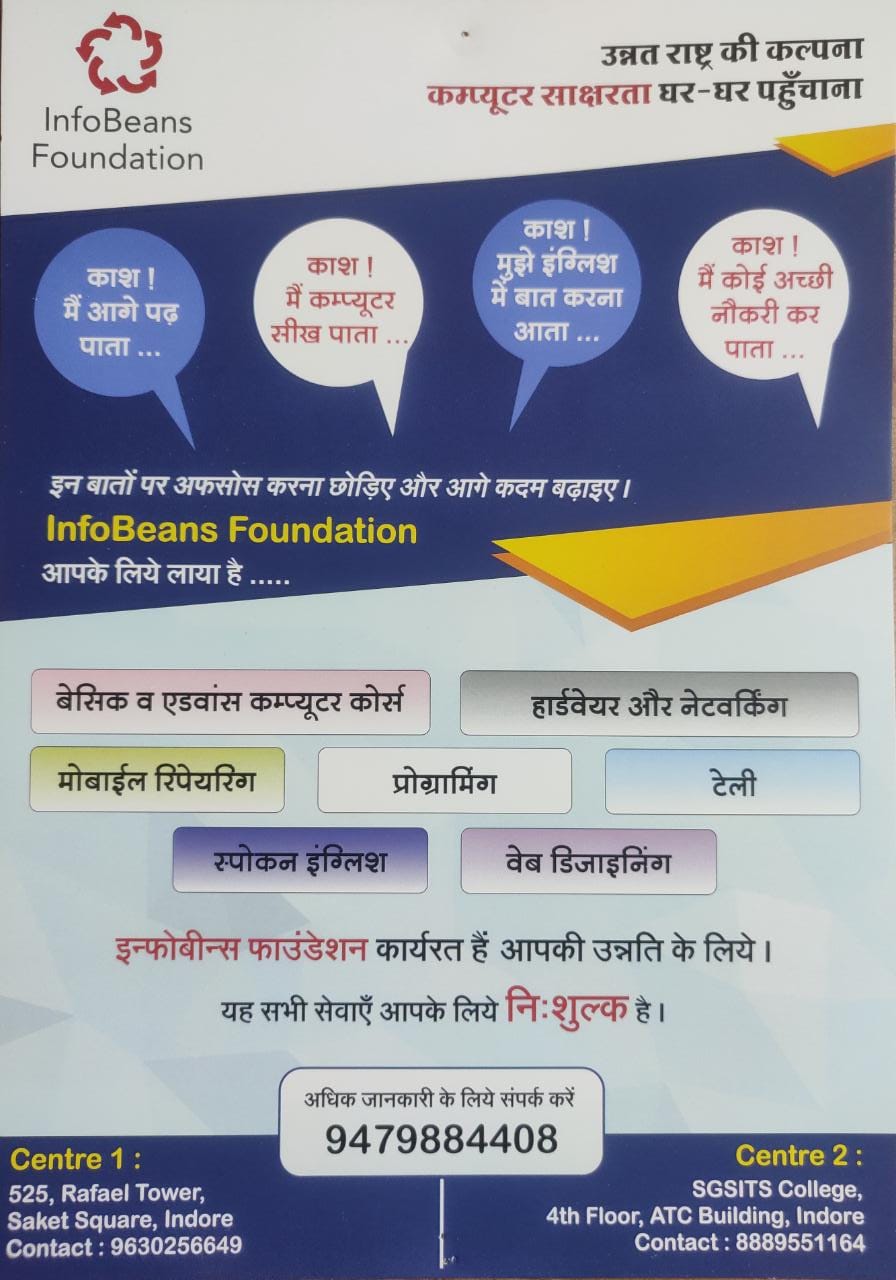 InfoBeans
Foundation
उन्नत राष्ट्र की कल्पना
कम्प्यूटर साक्षरता घर-घर पहुँचाना
काश !
मैं आगे पढ़
पाता ...
काश !
मैं कम्प्यूटर
सीख पाता ...
काश !
मुझे इंग्लिश
में बात करना
आता ...
काश !
मैं कोई अच्छी
नौकरी कर
पाता ...
इन बातों पर अफसोस करना छोड़िए और आगे कदम बढ़ाइए।
InfoBeans Foundation
आपके लिये लाया है .....
बेसिक व एडवांस कम्प्यूटर कोर्स
हार्डवेयर और नेटवर्किंग
मोबाईल रिपेयरिंग
प्रोग्रामिंग
टेली
स्पोकन इंग्लिश
वेब डिजाइनिंग
इन्फोबीन्स फाउंडेशन कार्यरत हैं आपकी उन्नति के लिये।
यह सभी सेवाएँ आपके लिये निःशुल्क है।
अधिक जानकारी के लिये संपर्क करें
9479884408
Centre 1 :
525, Rafael Tower,
Saket Square, Indore
Contact : 9630256649
Centre 2 :
SGSITS College,
4th Floor, ATC Building, Indore
Contact : 8889551164